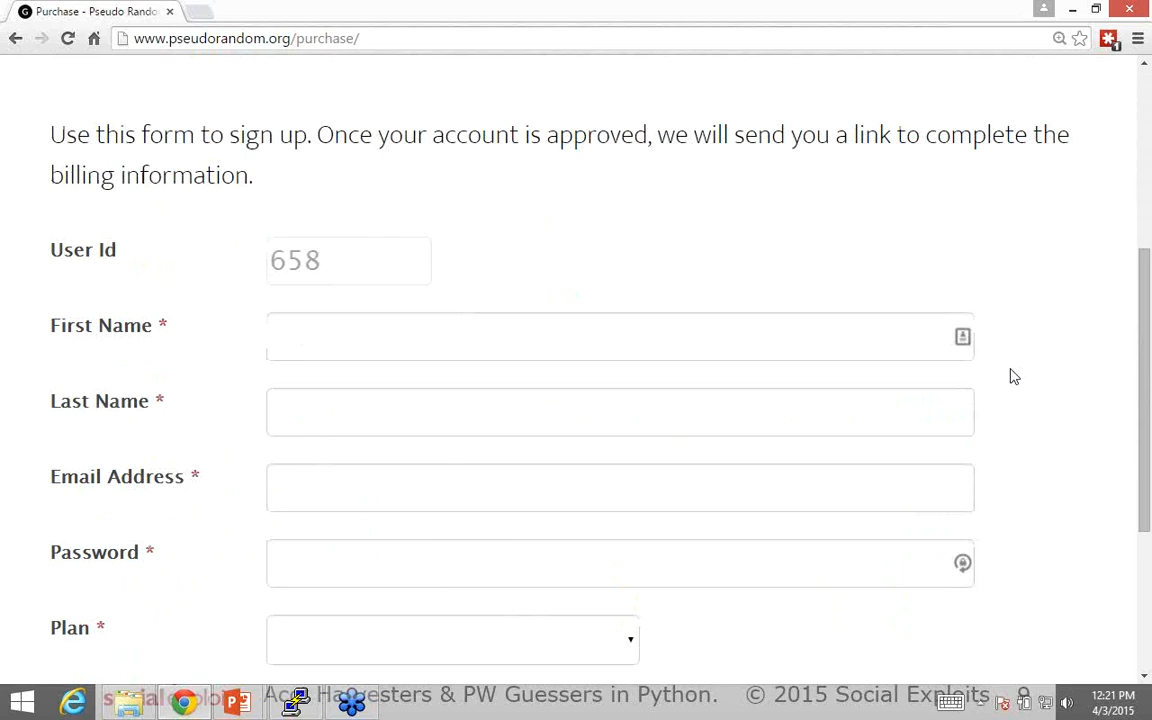 Purchase - Pseudo Rando
www.pseudorandom.org/purchase/
1
Use this form to sign up. Once your account is approved, we will send you a link to complete the
billing information.
User Id
658
First Name *
Last Name *
Email Address *
Password *
Plan *
Acct Harvesters & PW Guessers in Python. © 2015 Social Exploits
12:21 PM
4/3/2015